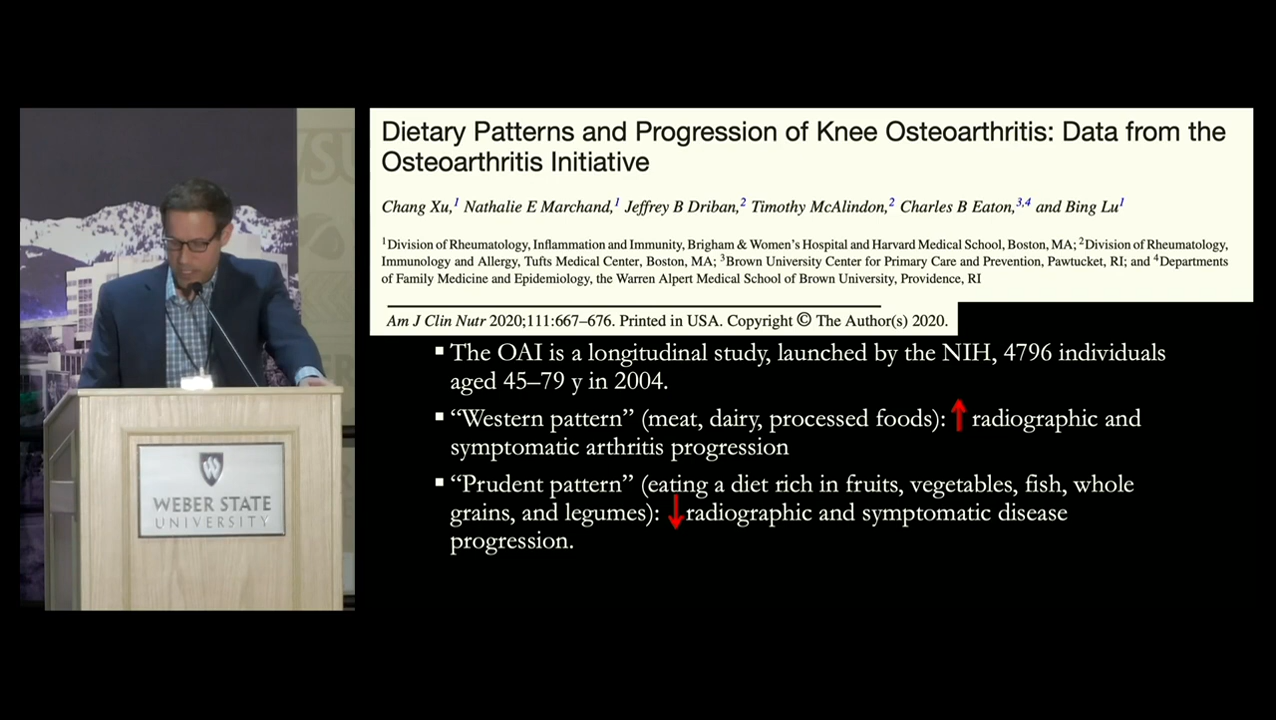 Dietary Patterns and Progression of Knee Osteoarthritis: Data from the
Osteoarthritis Initiative
Chang Xu,1 Nathalie E Marchand,1 Jeffrey B Driban,2 Timothy McAlindon,2 Charles B Eaton,3,4 and Bing Lu1
1Division of Rheumatology, Inflammation and Immunity, Brigham & Women's Hospital and Harvard Medical School, Boston, MA; 2Division of Rheumatology,
Immunology and Allergy, Tufts Medical Center, Boston, MA; 3Brown University Center for Primary Care and Prevention, Pawtucket, RI; and 4Departments
of Family Medicine and Epidemiology, the Warren Alpert Medical School of Brown University, Providence, RI
Am J Clin Nutr 2020;111:667–676. Printed in USA. Copyright © The Author(s) 2020.
▪ The OAI is a longitudinal study, launched by the NIH, 4796 individuals
aged 45–79 y in 2004.
▪ “Western pattern” (meat, dairy, processed foods): ↑ radiographic and
symptomatic arthritis progression
▪ “Prudent pattern” (eating a diet rich in fruits, vegetables, fish, whole
grains, and legumes): ↓ radiographic and symptomatic disease
progression.
W
WEBER STATE
UNIVERSITY